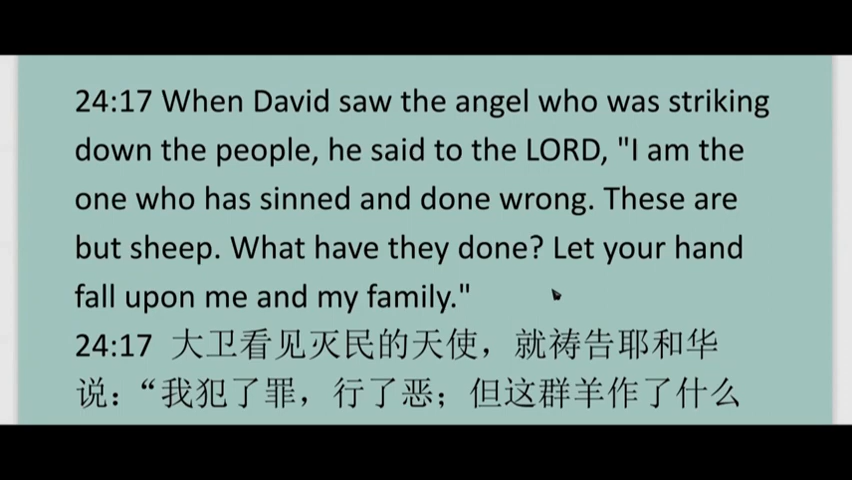 24:17 When David saw the angel who was striking
down the people, he said to the LORD, "I am the
one who has sinned and done wrong. These are
but sheep. What have they done? Let your hand
fall upon me and my family."
24:17 大卫看见灭民的天使，就祷告耶和华
说：“我犯了罪，行了恶；但这群羊作了什么